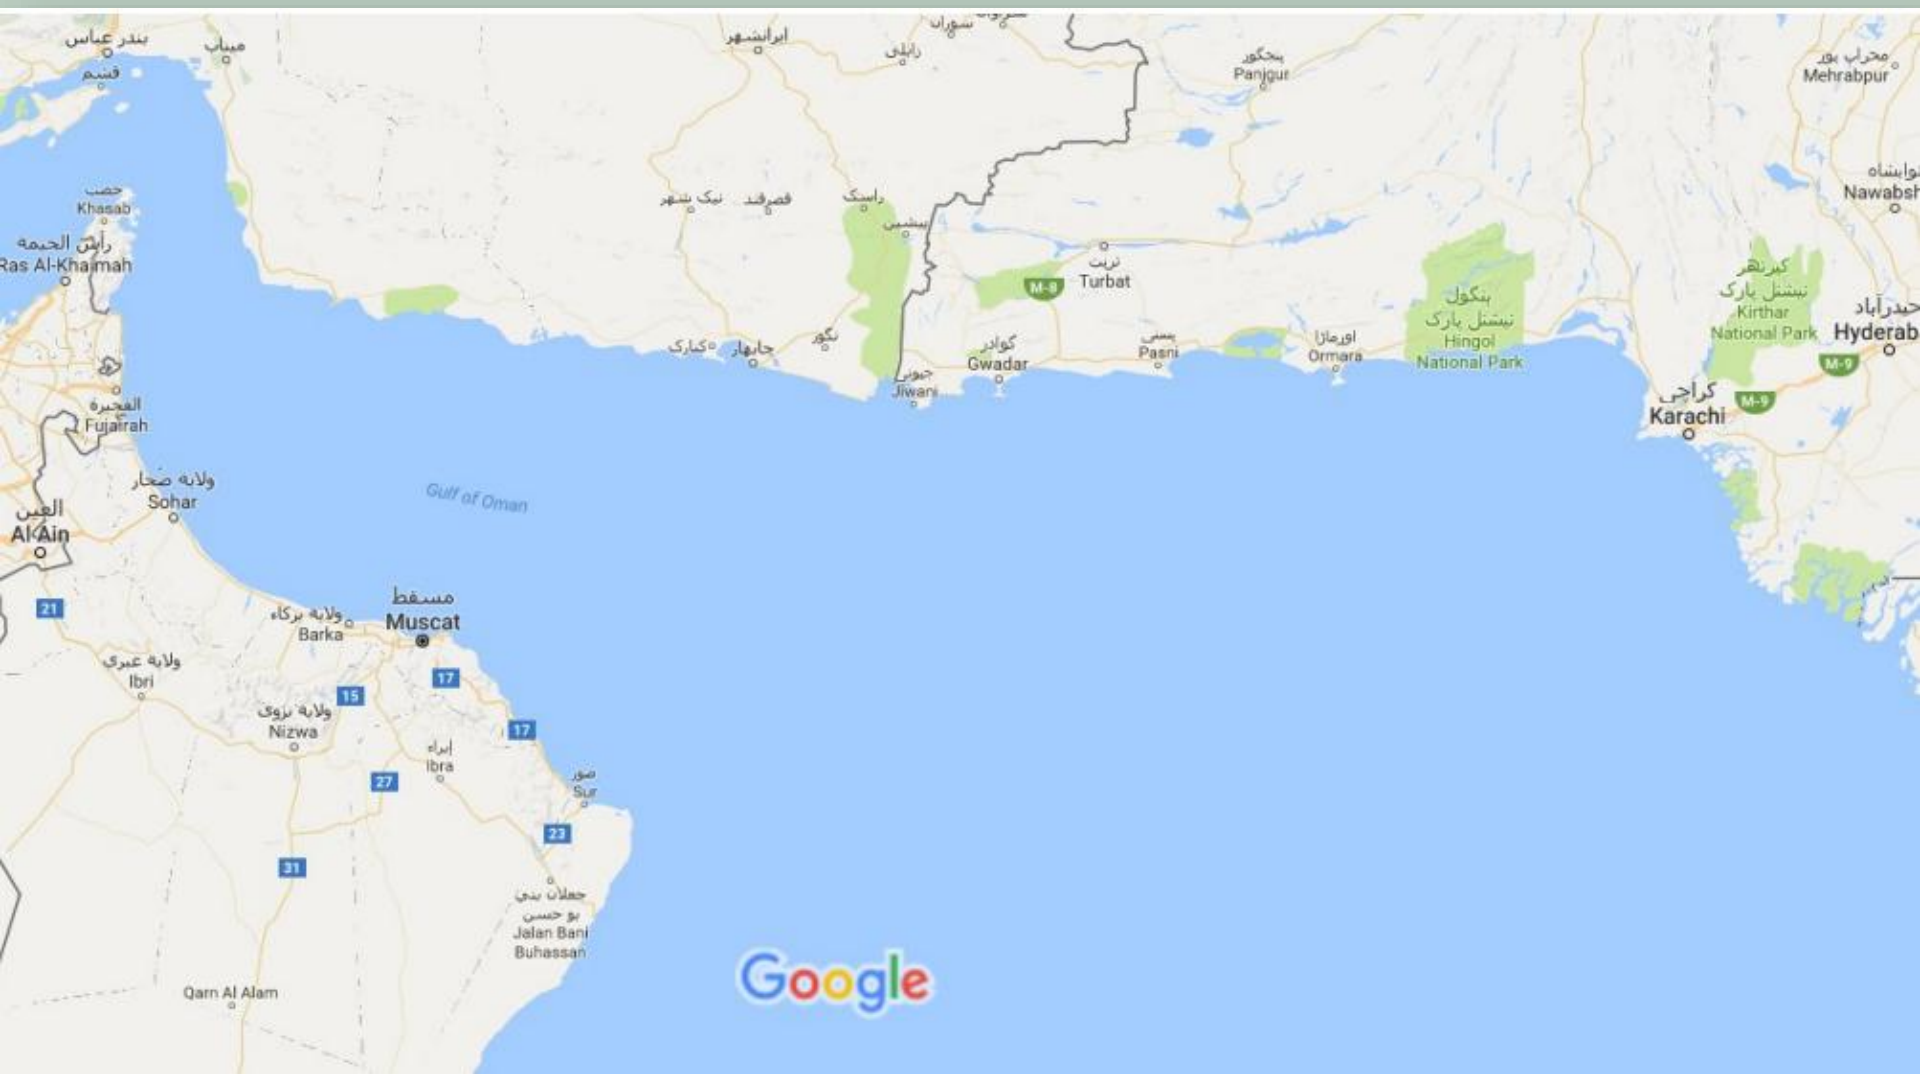 بندر عباس
قشم
میناب
ایرانشهر
سوران
پنجگور
Panjgur
محراب پور
Mehrabpur
خصب
Khasab
رأس الخيمة
Ras Al-Khaimah
نیک شهر
قصرقند
راسک
پیشین
Nawabsh
تربت
Turbat
M-8
ہنگول
نیشنل پارک
Hingol
National Park
کیرتھر
نیشنل پارک
Kirthar
National Park
حیدرآباد
Hyderab
M-9
کنارک
چابهار
نگور
جیونی
Jiwani
گوادر
Gwadar
پسنی
Pasni
اورماڑا
Ormara
کراچی
Karachi
M-9
الفجيرة
Fujairah
ولاية صحار
Sohar
العين
Al Ain
Gulf of Oman
21
ولاية بركاء
Barka
مسقط
Muscat
ولاية عبري
Ibri
17
15
ولاية نزوى
Nizwa
17
إبراء
Ibra
27
صور
Sur
23
31
جعلان بني
بو حسن
Jalan Bani
Buhassan
Qarn Al Alam
Google